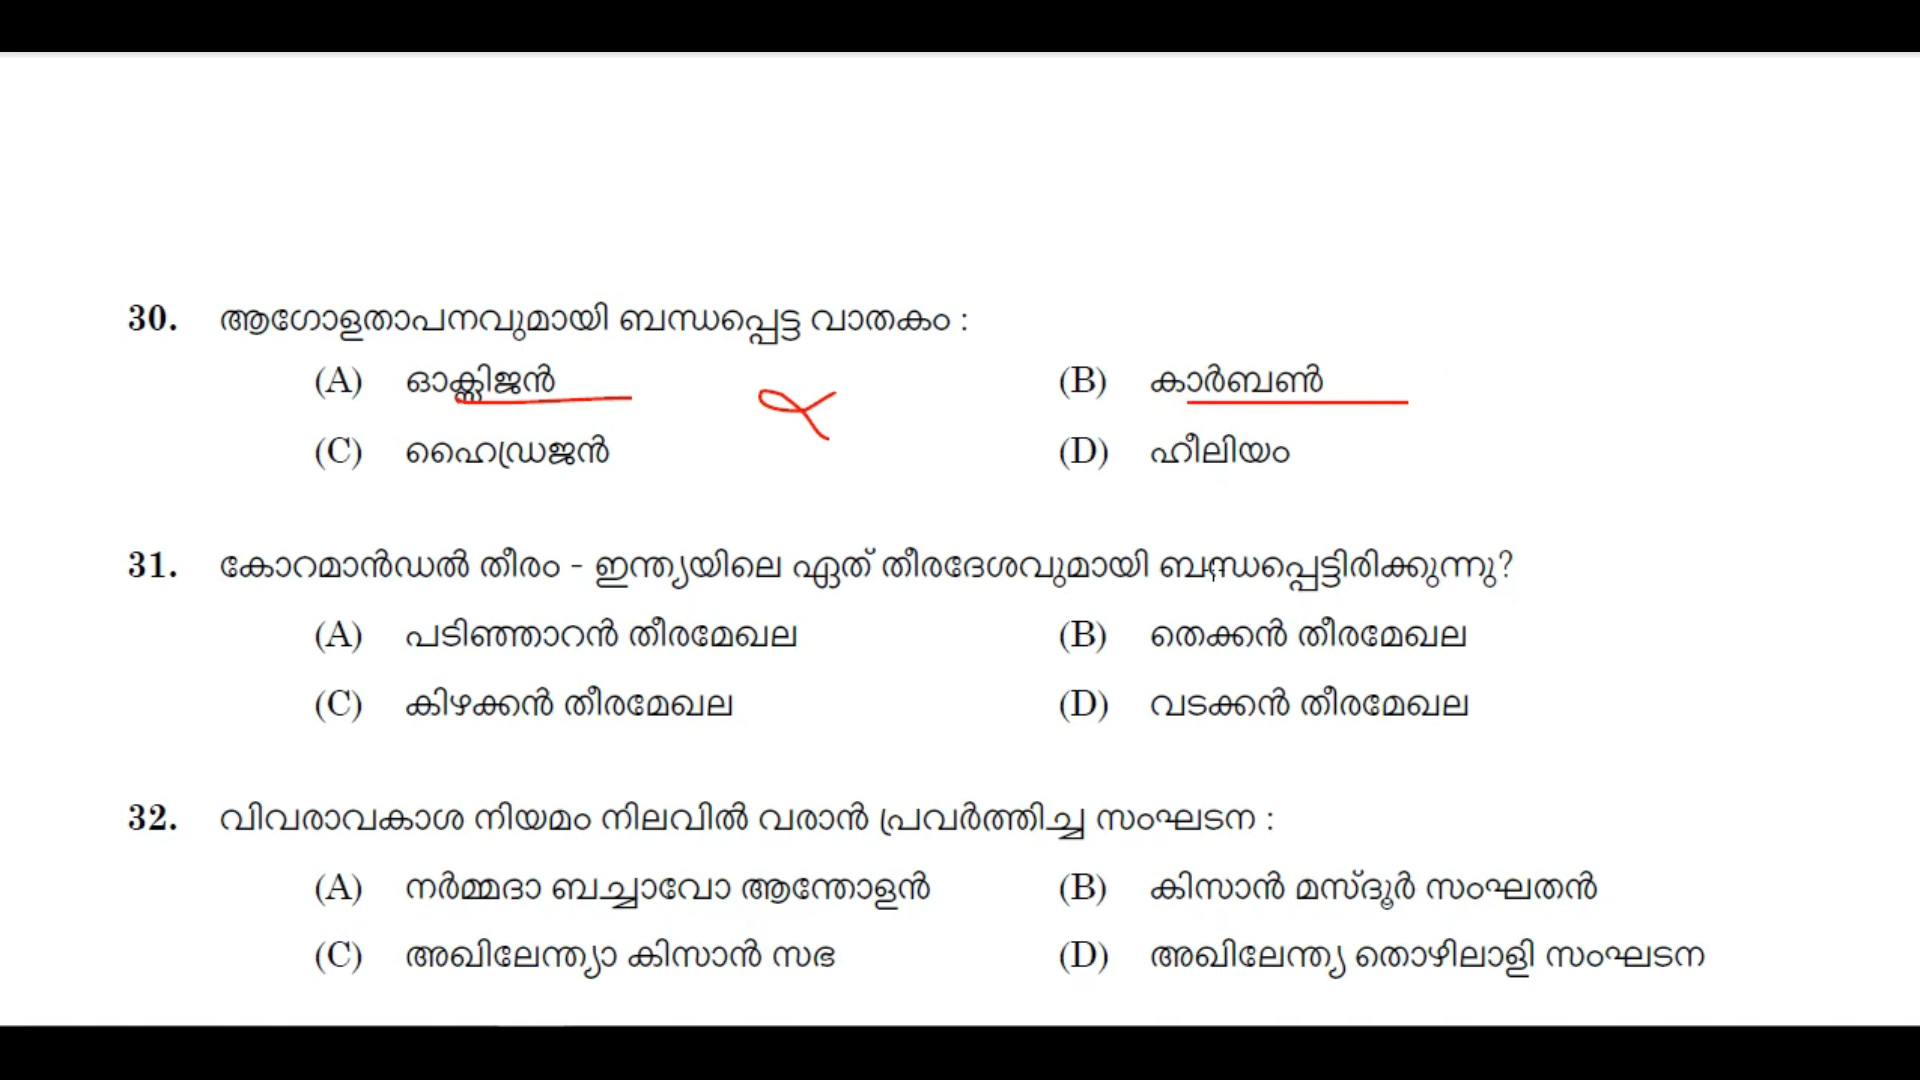 30. ആഗോളതാപനവുമായി ബന്ധപ്പെട്ട വാതകം :
(A) ഓക്സിജൻ (B) കാർബൺ
(C) ഹൈഡ്രജൻ (D) ഹീലിയം
31. കോറമാൻഡൽ തീരം - ഇന്ത്യയിലെ ഏത് തീരദേശവുമായി ബന്ധപ്പെട്ടിരിക്കുന്നു?
(A) പടിഞ്ഞാറൻ തീരമേഖല (B) തെക്കൻ തീരമേഖല
(C) കിഴക്കൻ തീരമേഖല (D) വടക്കൻ തീരമേഖല
32. വിവരാവകാശ നിയമം നിലവിൽ വരാൻ പ്രവർത്തിച്ച സംഘടന :
(A) നർമ്മദാ ബച്ചാവോ ആന്തോളൻ (B) കിസാൻ മസ്ദൂർ സംഘതൻ
(C) അഖിലേന്ത്യാ കിസാൻ സഭ (D) അഖിലേന്ത്യ തൊഴിലാളി സംഘടന